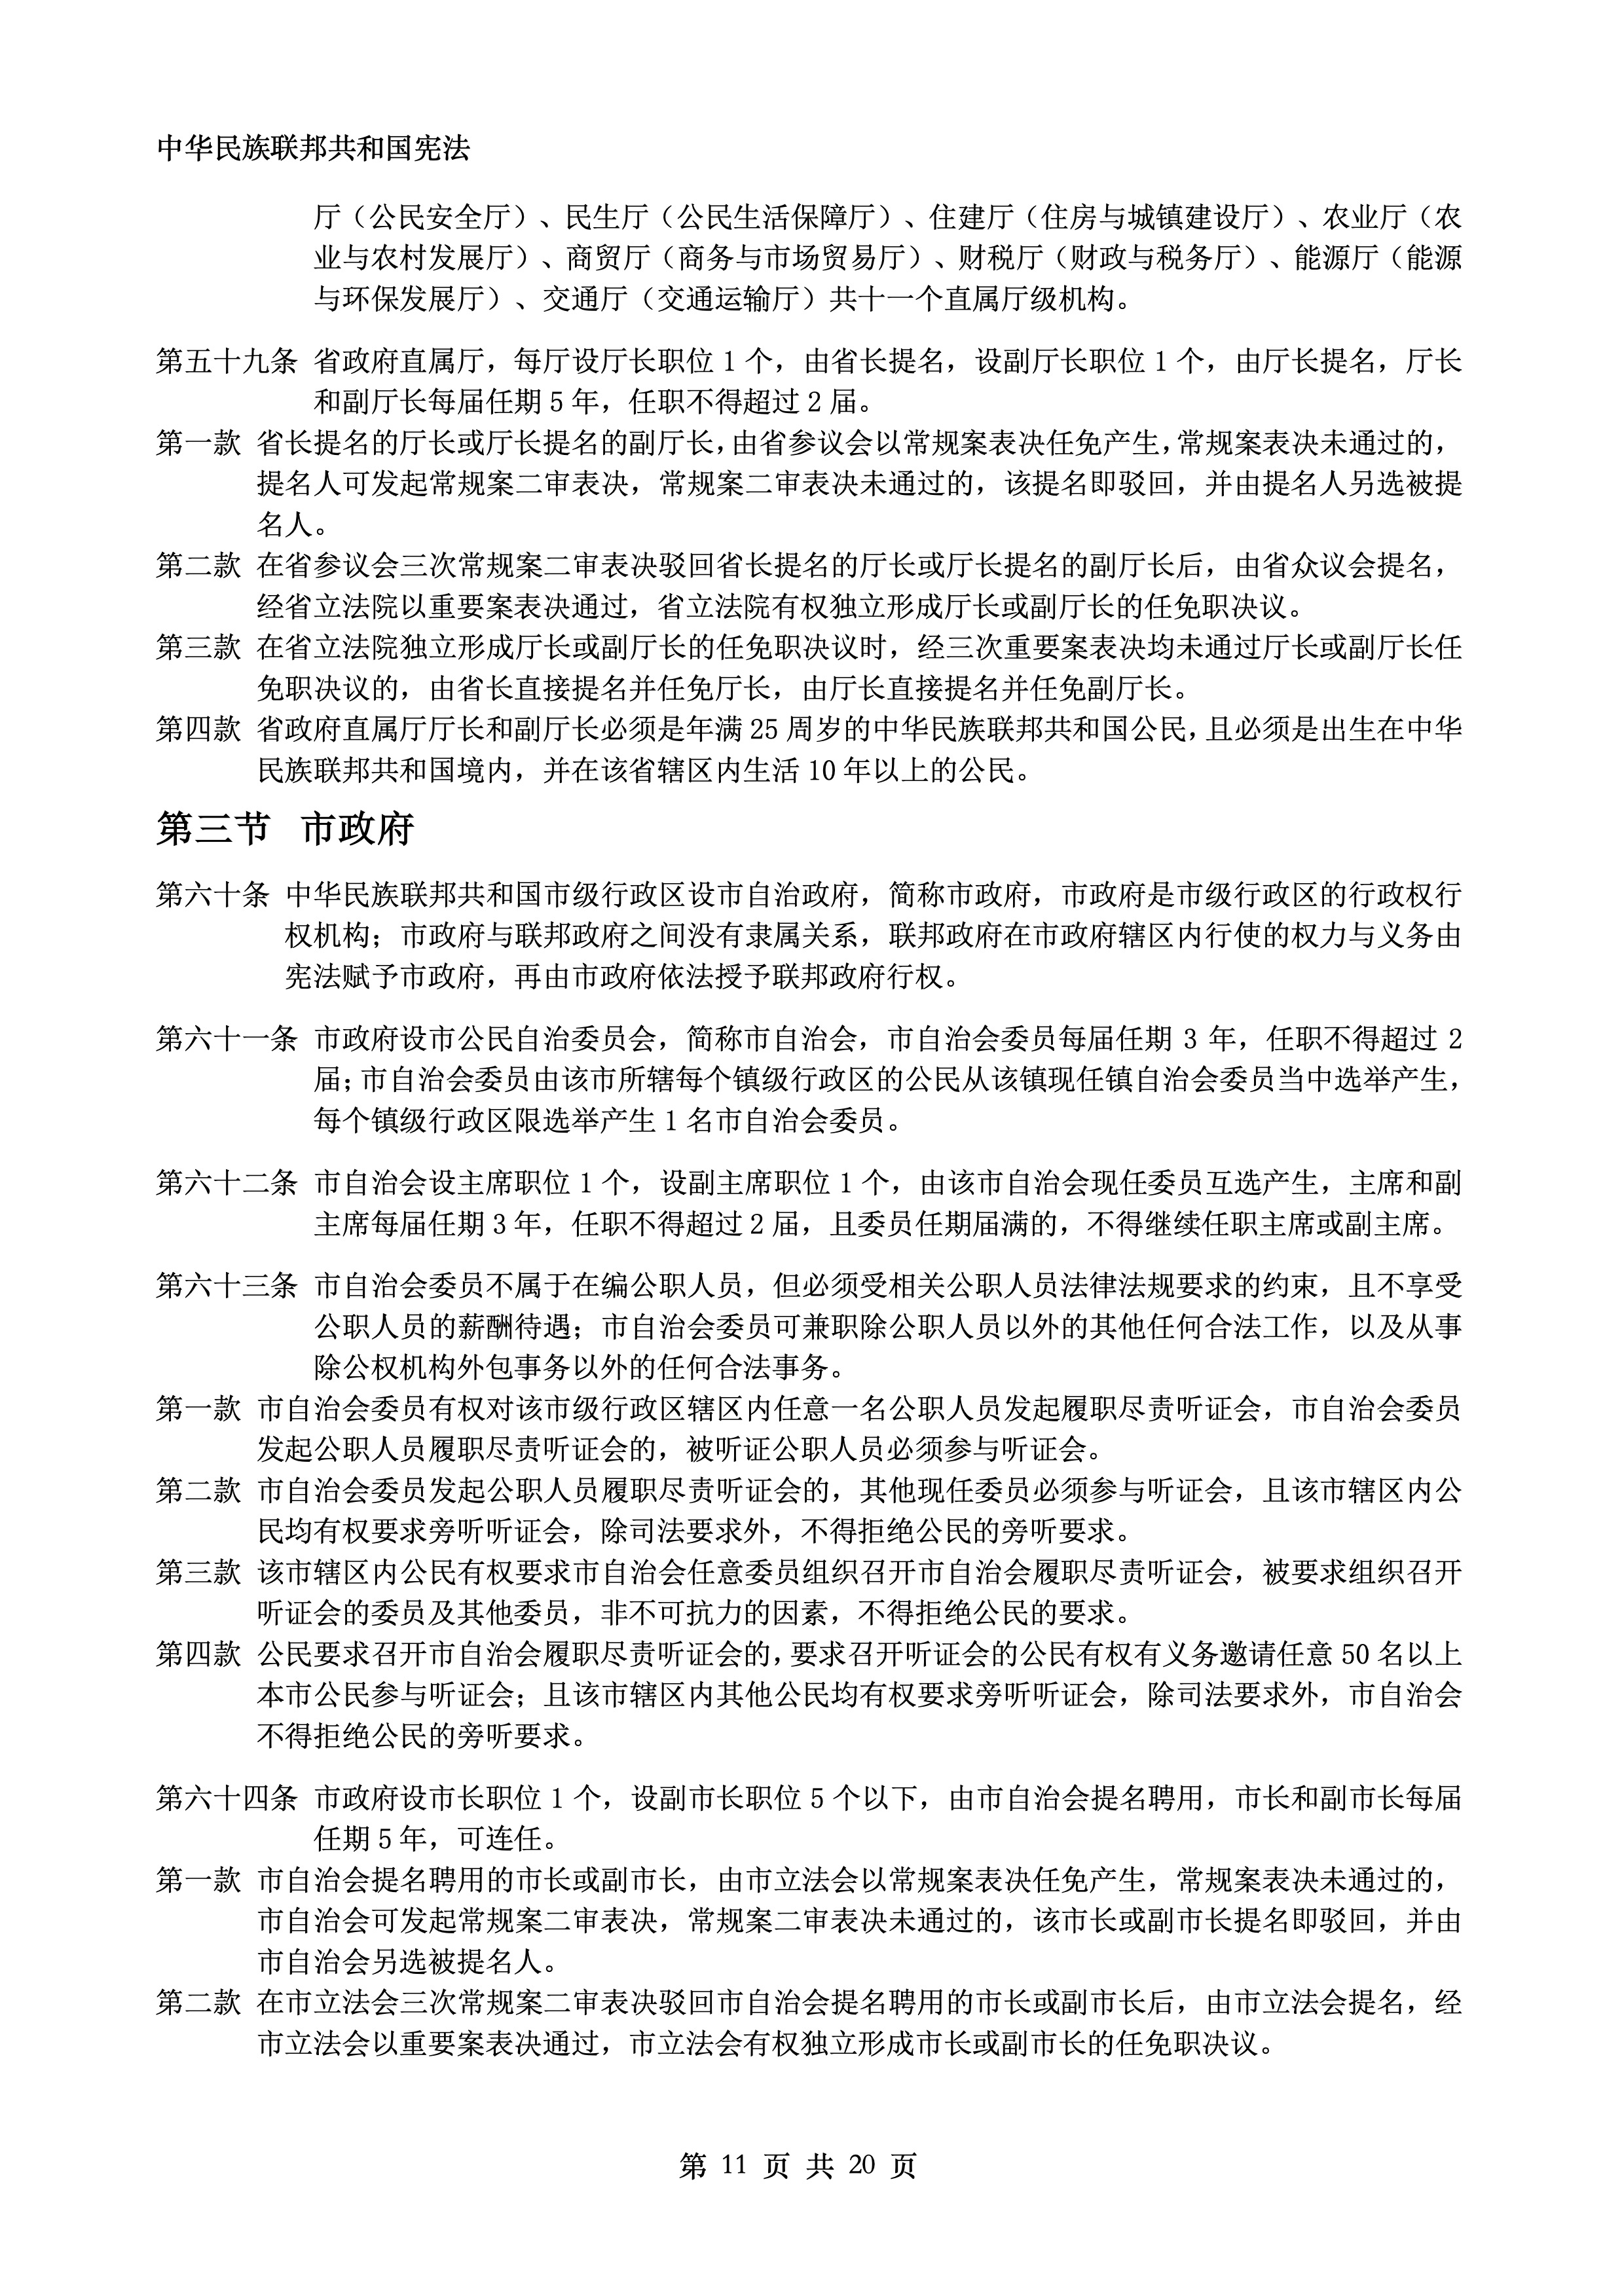 中华民族联邦共和国宪法
厅（公民安全厅）、民生厅（公民生活保障厅）、住建厅（住房与城镇建设厅）、农业厅（农
业与农村发展厅）、商贸厅（商务与市场贸易厅）、财税厅（财政与税务厅）、能源厅（能源
与环保发展厅）、交通厅（交通运输厅）共十一个直属厅级机构。
第五十九条 省政府直属厅，每厅设厅长职位 1 个，由省长提名，设副厅长职位 1 个，由厅长提名，厅长
和副厅长每届任期 5 年，任职不得超过 2 届。
第一款 省长提名的厅长或厅长提名的副厅长，由省参议会以常规案表决任免产生，常规案表决未通过的，
提名人可发起常规案二审表决，常规案二审表决未通过的，该提名即驳回，并由提名人另选被提
名人。
第二款 在省参议会三次常规案二审表决驳回省长提名的厅长或厅长提名的副厅长后，由省众议会提名，
经省立法院以重要案表决通过，省立法院有权独立形成厅长或副厅长的任免职决议。
第三款 在省立法院独立形成厅长或副厅长的任免职决议时，经三次重要案表决均未通过厅长或副厅长任
免职决议的，由省长直接提名并任免厅长，由厅长直接提名并任免副厅长。
第四款 省政府直属厅厅长和副厅长必须是年满 25 周岁的中华民族联邦共和国公民，且必须是出生在中华
民族联邦共和国境内，并在该省辖区内生活 10 年以上的公民。
第三节 市政府
第六十条 中华民族联邦共和国市级行政区设市自治政府，简称市政府，市政府是市级行政区的行政权行
权机构；市政府与联邦政府之间没有隶属关系，联邦政府在市政府辖区内行使的权力与义务由
宪法赋予市政府，再由市政府依法授予联邦政府行权。
第六十一条 市政府设市公民自治委员会，简称市自治会，市自治会委员每届任期 3 年，任职不得超过 2
届；市自治会委员由该市所辖每个镇级行政区的公民从该镇现任镇自治会委员当中选举产生，
每个镇级行政区限选举产生 1 名市自治会委员。
第六十二条 市自治会设主席职位 1 个，设副主席职位 1 个，由该市自治会现任委员互选产生，主席和副
主席每届任期 3 年，任职不得超过 2 届，且委员任期届满的，不得继续任职主席或副主席。
第六十三条 市自治会委员不属于在编公职人员，但必须受相关公职人员法律法规要求的约束，且不享受
公职人员的薪酬待遇；市自治会委员可兼职除公职人员以外的其他任何合法工作，以及从事
除公权机构外包事务以外的任何合法事务。
第一款 市自治会委员有权对该市级行政区辖区内任意一名公职人员发起履职尽责听证会，市自治会委员
发起公职人员履职尽责听证会的，被听证公职人员必须参与听证会。
第二款 市自治会委员发起公职人员履职尽责听证会的，其他现任委员必须参与听证会，且该市辖区内公
民均有权要求旁听听证会，除司法要求外，不得拒绝公民的旁听要求。
第三款 该市辖区内公民有权要求市自治会任意委员组织召开市自治会履职尽责听证会，被要求组织召开
听证会的委员及其他委员，非不可抗力的因素，不得拒绝公民的要求。
第四款 公民要求召开市自治会履职尽责听证会的，要求召开听证会的公民有权有义务邀请任意 50 名以上
本市公民参与听证会；且该市辖区内其他公民均有权要求旁听听证会，除司法要求外，市自治会
不得拒绝公民的旁听要求。
第六十四条 市政府设市长职位 1 个，设副市长职位 5 个以下，由市自治会提名聘用，市长和副市长每届
任期 5 年，可连任。
第一款 市自治会提名聘用的市长或副市长，由市立法会以常规案表决任免产生，常规案表决未通过的，
市自治会可发起常规案二审表决，常规案二审表决未通过的，该市长或副市长提名即驳回，并由
市自治会另选被提名人。
第二款 在市立法会三次常规案二审表决驳回市自治会提名聘用的市长或副市长后，由市立法会提名，经
市立法会以重要案表决通过，市立法会有权独立形成市长或副市长的任免职决议。
第 11 页 共 20 页